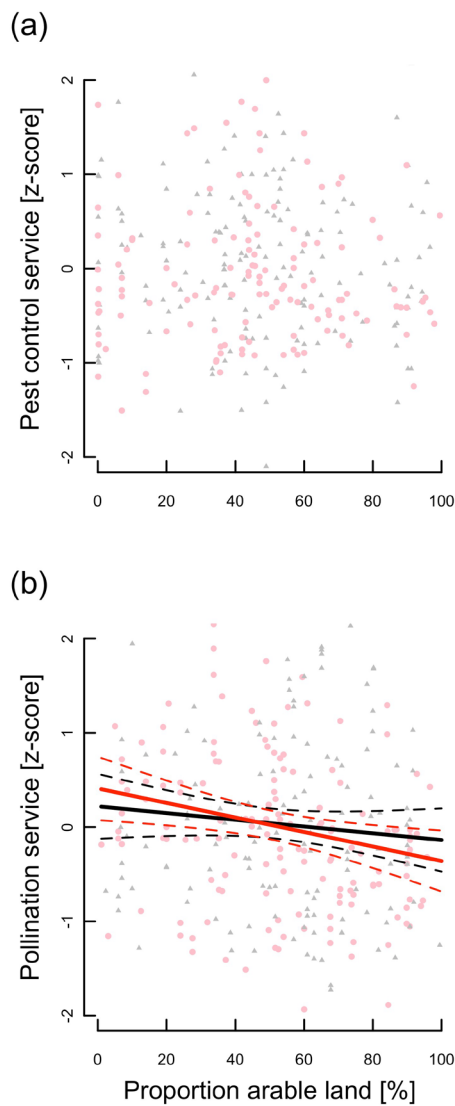 (a)
Pest control service [z-score]
2
1
0
-1
-2
0 20 40 60 80 100
(b)
Pollination service [z-score]
2
1
0
-1
-2
0 20 40 60 80 100
Proportion arable land [%]